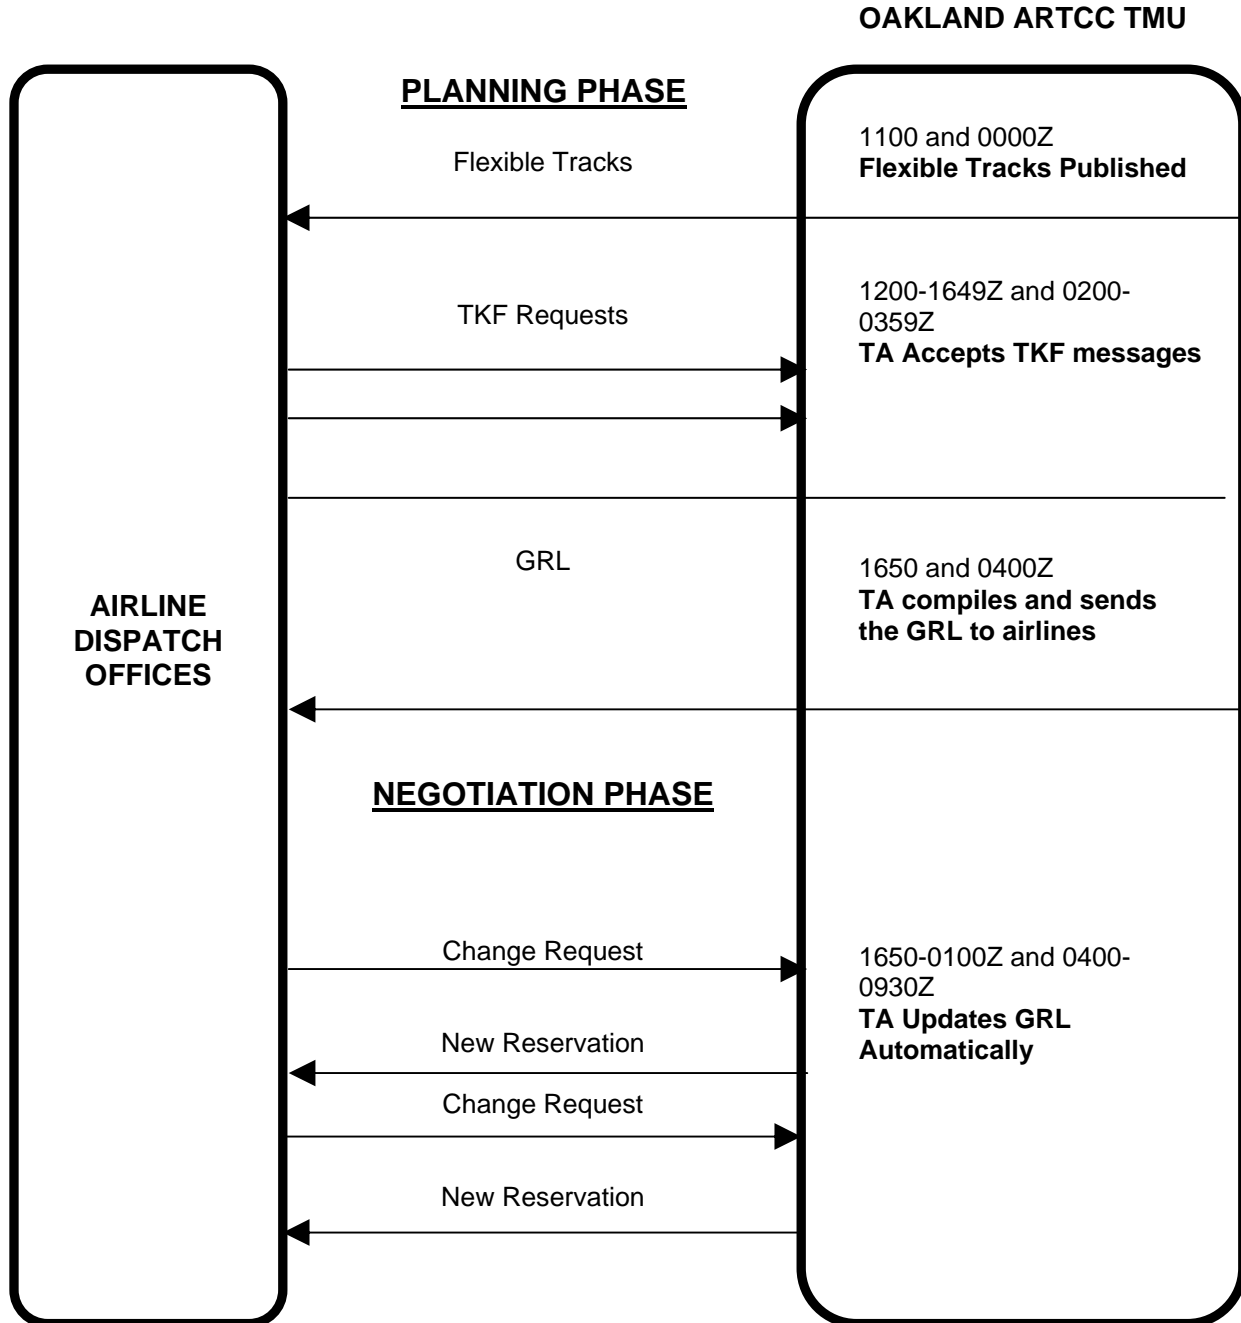 OAKLAND ARTCC TMU
PLANNING PHASE
1100 and 0000Z
Flexible Tracks Published
Flexible Tracks
1200-1649Z and 0200-
0359Z
TA Accepts TKF messages
TKF Requests
GRL
1650 and 0400Z
TA compiles and sends
the GRL to airlines
AIRLINE
DISPATCH
OFFICES
NEGOTIATION PHASE
Change Request
1650-0100Z and 0400-
0930Z
TA Updates GRL
Automatically
New Reservation
Change Request
New Reservation